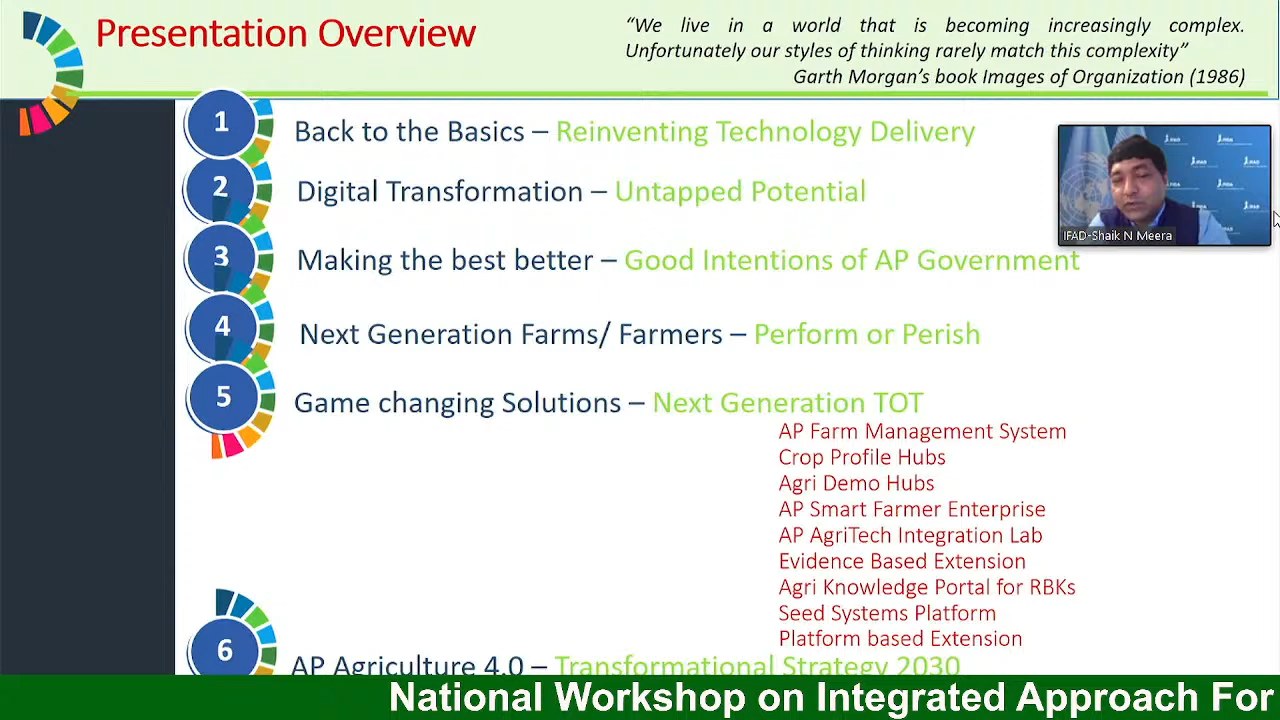 Presentation Overview
“We live in a world that is becoming increasingly complex.
Unfortunately our styles of thinking rarely match this complexity”
Garth Morgan’s book Images of Organization (1986)
1
Back to the Basics – Reinventing Technology Delivery
2
Digital Transformation – Untapped Potential
IFAD-Shaik N Meera
3
Making the best better – Good Intentions of AP Government
4
Next Generation Farms/ Farmers – Perform or Perish
5
Game changing Solutions – Next Generation TOT
AP Farm Management System
Crop Profile Hubs
Agri Demo Hubs
AP Smart Farmer Enterprise
AP AgriTech Integration Lab
Evidence Based Extension
Agri Knowledge Portal for RBKs
Seed Systems Platform
Platform based Extension
6
AP Agriculture 4.0 – Transformational Strategy 2030
National Workshop on Integrated Approach For